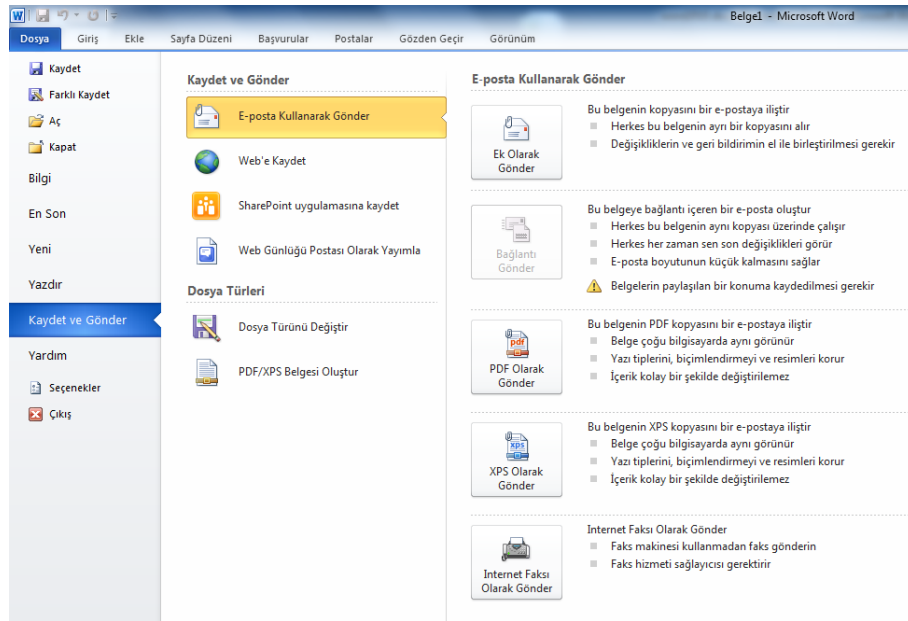 Belge1 - Microsoft Word
Dosya Giriş Ekle Sayfa Düzeni Başvurular Postalar Gözden Geçir Görünüm
Kaydet
Farklı Kaydet
Aç
Kapat
Bilgi
En Son
Yeni
Yazdır
Kaydet ve Gönder
Yardım
Seçenekler
Çıkış
Kaydet ve Gönder
E-posta Kullanarak Gönder
Web'e Kaydet
SharePoint uygulamasına kaydet
Web Günlüğü Postası Olarak Yayımla
Dosya Türleri
Dosya Türünü Değiştir
PDF/XPS Belgesi Oluştur
E-posta Kullanarak Gönder
Ek Olarak
Gönder
Bu belgenin kopyasını bir e-postaya iliştir
Herkes bu belgenin ayrı bir kopyasını alır
Değişikliklerin ve geri bildirimin el ile birleştirilmesi gerekir
Bağlantı
Gönder
Bu belgeye bağlantı içeren bir e-posta oluştur
Herkes bu belgenin aynı kopyası üzerinde çalışır
Herkes her zaman sen son değişiklikleri görür
E-posta boyutunun küçük kalmasını sağlar
Belgelerin paylaşılan bir konuma kaydedilmesi gerekir
pdf
PDF Olarak
Gönder
Bu belgenin PDF kopyasını bir e-postaya iliştir
Belge çoğu bilgisayarda aynı görünür
Yazı tiplerini, biçimlendirmeyi ve resimleri korur
İçerik kolay bir şekilde değiştirilemez
xps
XPS Olarak
Gönder
Bu belgenin XPS kopyasını bir e-postaya iliştir
Belge çoğu bilgisayarda aynı görünür
Yazı tiplerini, biçimlendirmeyi ve resimleri korur
İçerik kolay bir şekilde değiştirilemez
Internet Faksı
Olarak Gönder
Internet Faksı Olarak Gönder
Faks makinesi kullanmadan faks gönderin
Faks hizmeti sağlayıcısı gerektirir